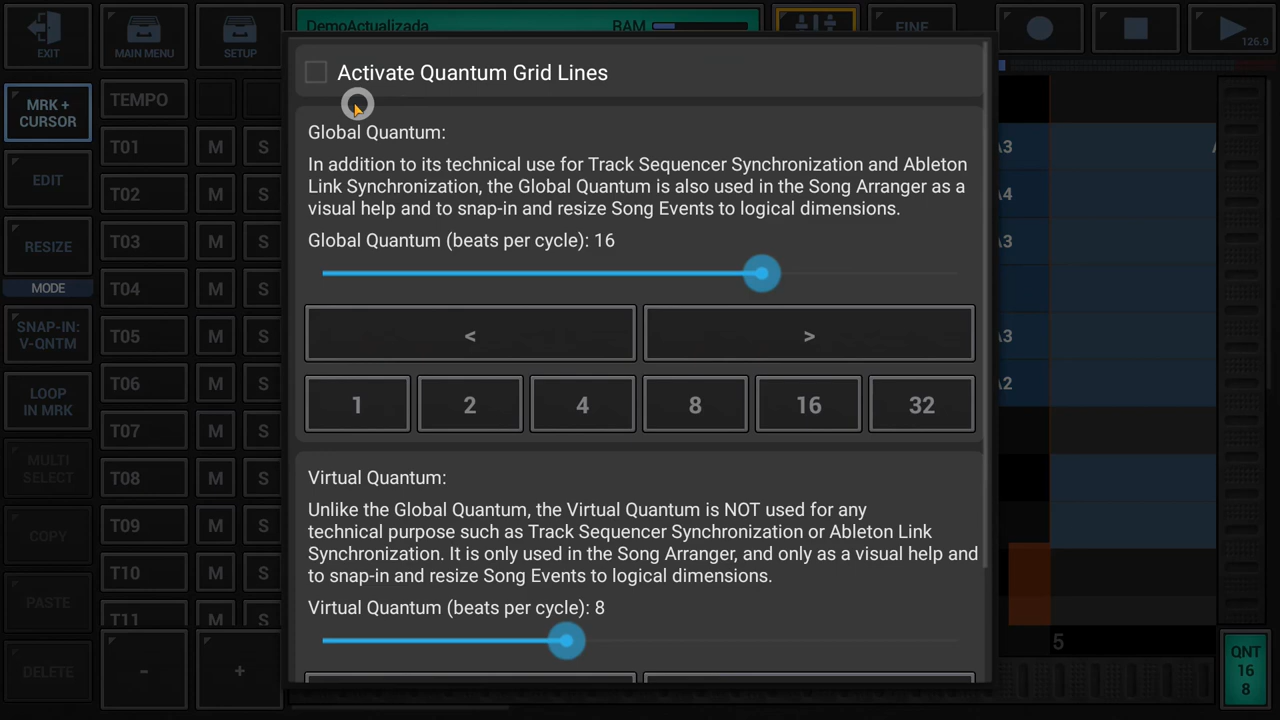 EXIT
MAIN MENU
SETUP
DemoActualizada
RAM
FINE
126.9
MRK +
CURSOR
EDIT
RESIZE
MODE
SNAP-IN:
V-QNTM
LOOP
IN MRK
MULTI
SELECT
COPY
PASTE
DELETE
TEMPO
T01 M S
T02 M S
T03 M S
T04 M S
T05 M S
T06 M S
T07 M S
T08 M S
T09 M S
T10 M S
T11 M S
- +
Activate Quantum Grid Lines
Global Quantum:
In addition to its technical use for Track Sequencer Synchronization and Ableton
Link Synchronization, the Global Quantum is also used in the Song Arranger as a
visual help and to snap-in and resize Song Events to logical dimensions.
Global Quantum (beats per cycle): 16
< >
1 2 4 8 16 32
Virtual Quantum:
Unlike the Global Quantum, the Virtual Quantum is NOT used for any
technical purpose such as Track Sequencer Synchronization or Ableton Link
Synchronization. It is only used in the Song Arranger, and only as a visual help and
to snap-in and resize Song Events to logical dimensions.
Virtual Quantum (beats per cycle): 8
A3
A4
A3
A3
A2
5
QNT
16
8